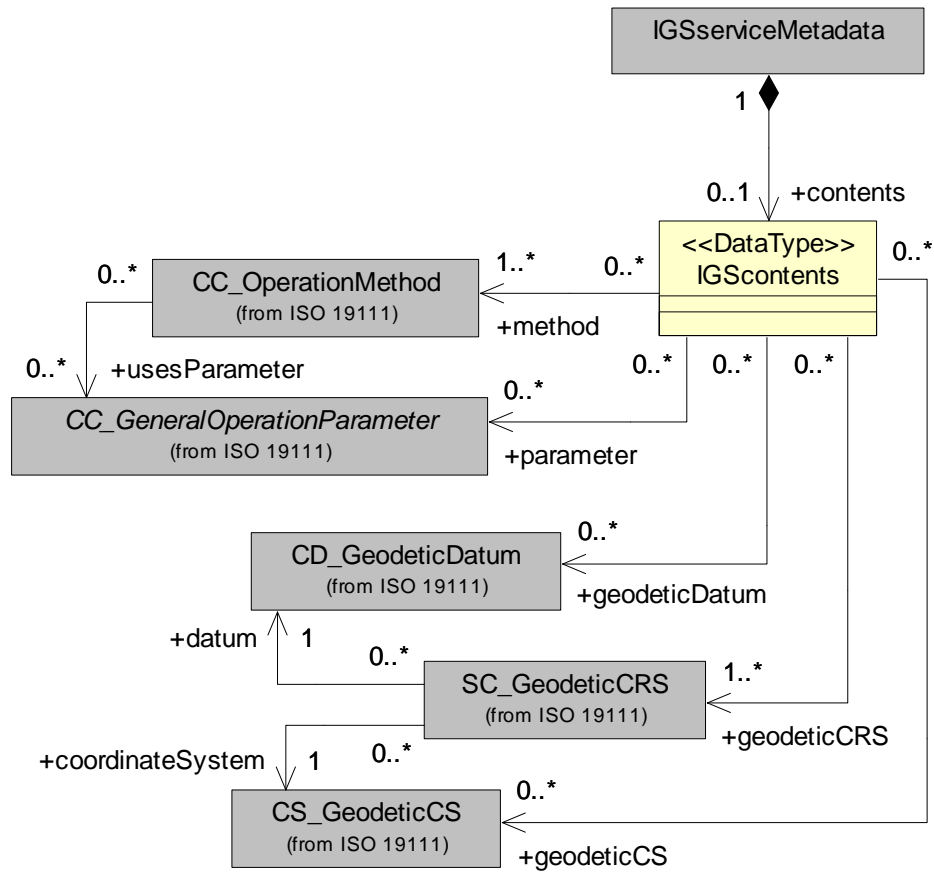 IGSserviceMetadata
1
0..1
+contents
<<DataType>>
IGScontents
0..*
0..*
1..*
0..*
CC_OperationMethod
(from ISO 19111)
+method
0..*
+usesParameter
0..*
0..*
0..*
0..*
CC_GeneralOperationParameter
(from ISO 19111)
+parameter
0..*
CD_GeodeticDatum
(from ISO 19111)
+geodeticDatum
+datum
1
0..*
SC_GeodeticCRS
(from ISO 19111)
1..*
+geodeticCRS
0..*
+coordinateSystem
1
0..*
CS_GeodeticCS
(from ISO 19111)
+geodeticCS